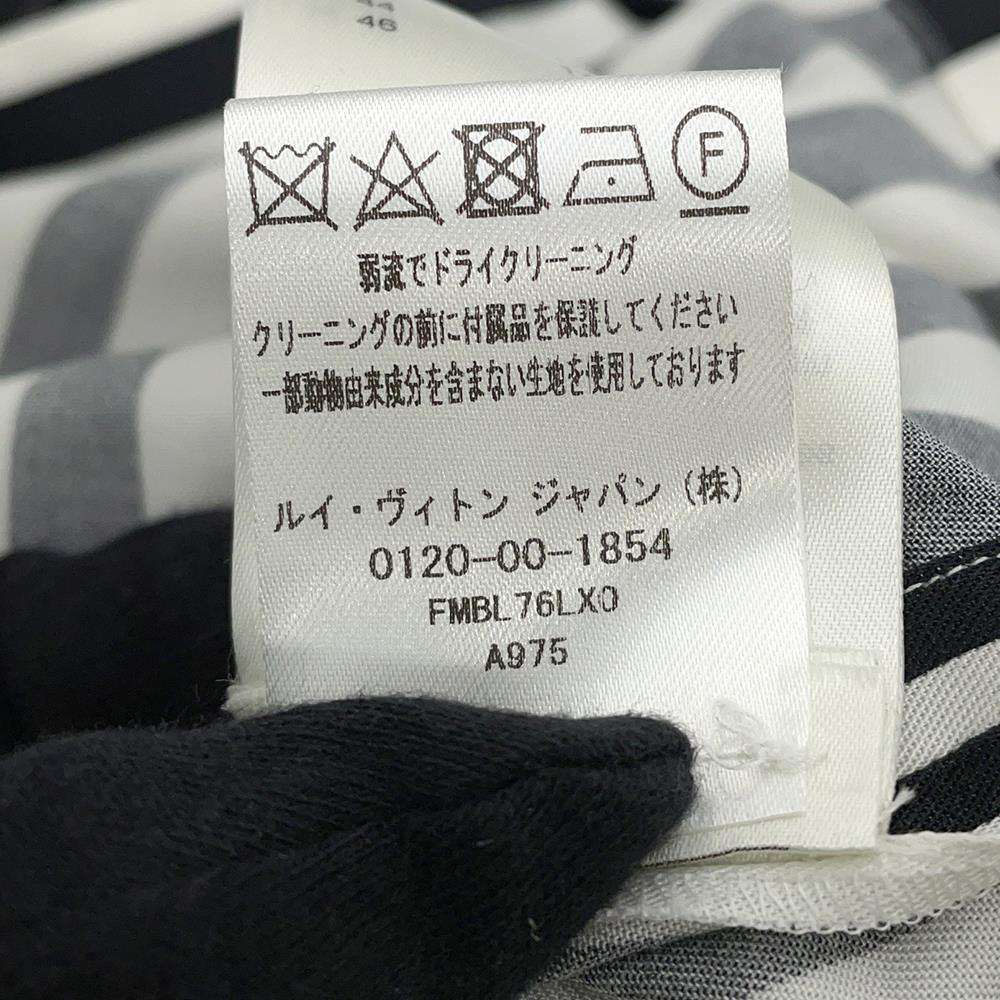 44
46
F
弱流でドライクリーニング
クリーニングの前に付属品を保護してください
一部動物由来成分を含まない生地を使用しております
ルイ・ヴィトン ジャパン (株)
0120-00-1854
FMBL76LXO
A975